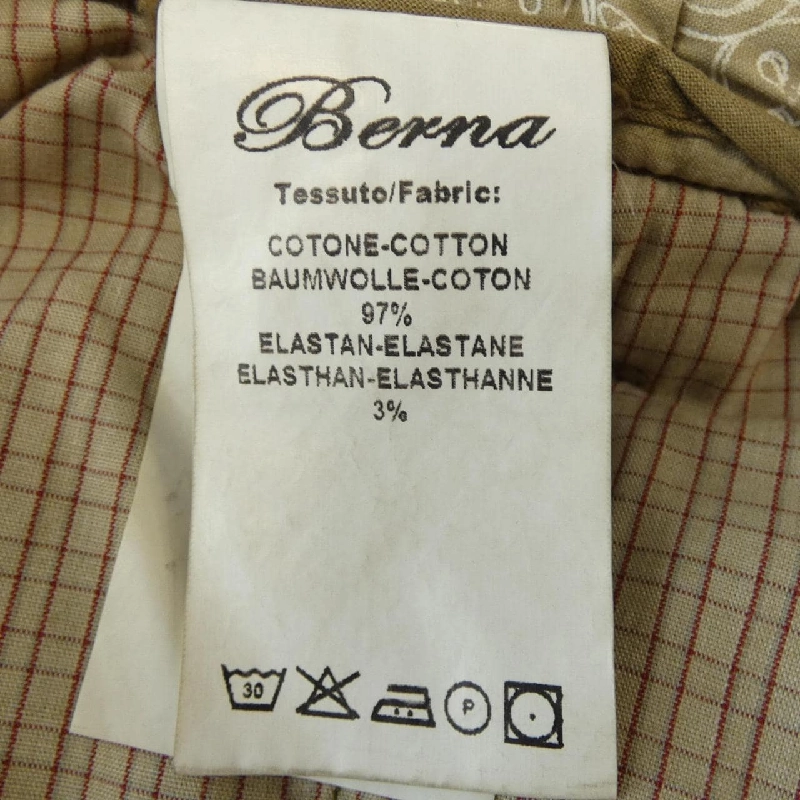 Berna
Tessuto/Fabric:
COTONE-COTTON
BAUMWOLLE-COTON
97%
ELASTAN-ELASTANE
ELASTHAN-ELASTHANNE
3%
30 P